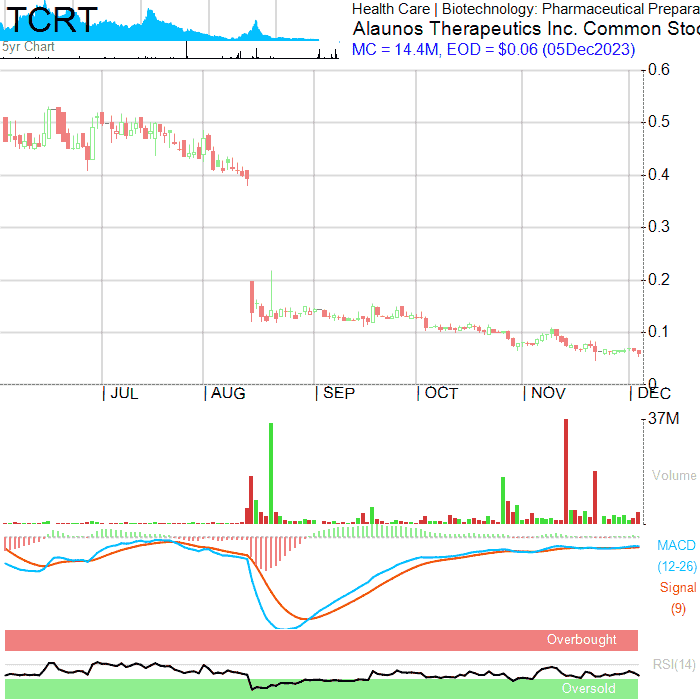 TCRT
5yr Chart
Health Care | Biotechnology: Pharmaceutical Prepara
Alaunos Therapeutics Inc. Common Stoc
MC = 14.4M, EOD = $0.06 (05Dec2023)
0.6
0.5
0.4
0.3
0.2
0.1
0
JUL AUG SEP OCT NOV DEC
37M
Volume
MACD
(12-26)
Signal
(9)
Overbought
RSI(14)
Oversold